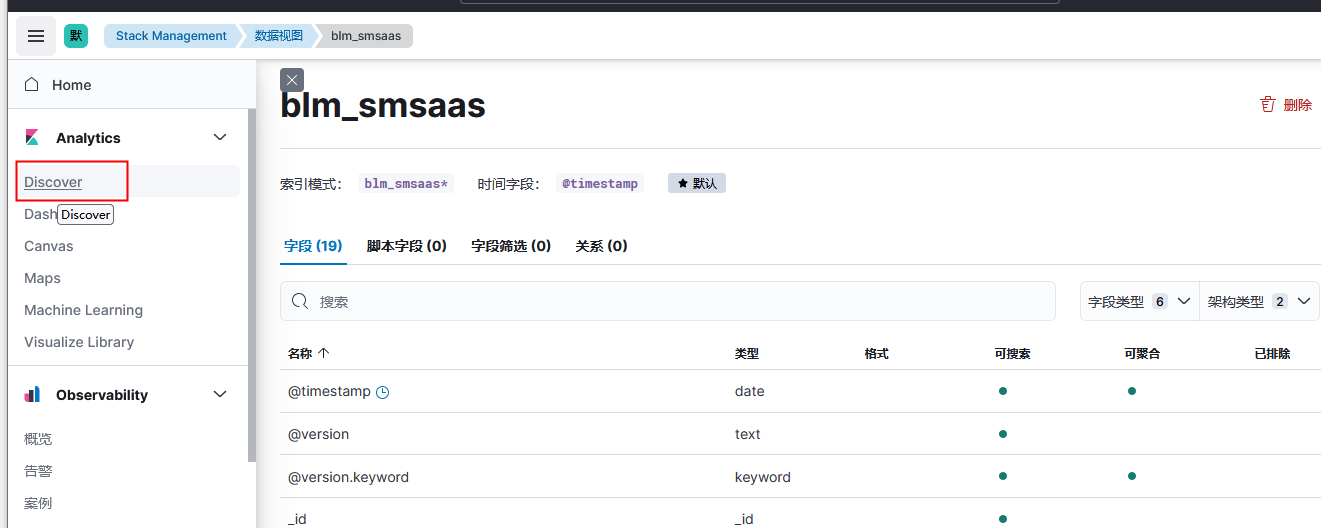 默 Stack Management 数据视图 blm_smsaas
Home
Analytics
Discover
Dash
Discover
Canvas
Maps
Machine Learning
Visualize Library
Observability
概览
告警
案例
blm_smsaas
删除
索引模式： blm_smsaas* 时间字段： @timestamp ★ 默认
字段 (19) 脚本字段 (0) 字段筛选 (0) 关系 (0)
搜索 字段类型 6 架构类型 2
名称 类型 格式 可搜索 可聚合 已排除
@timestamp date
@version text
@version.keyword keyword
_id _id